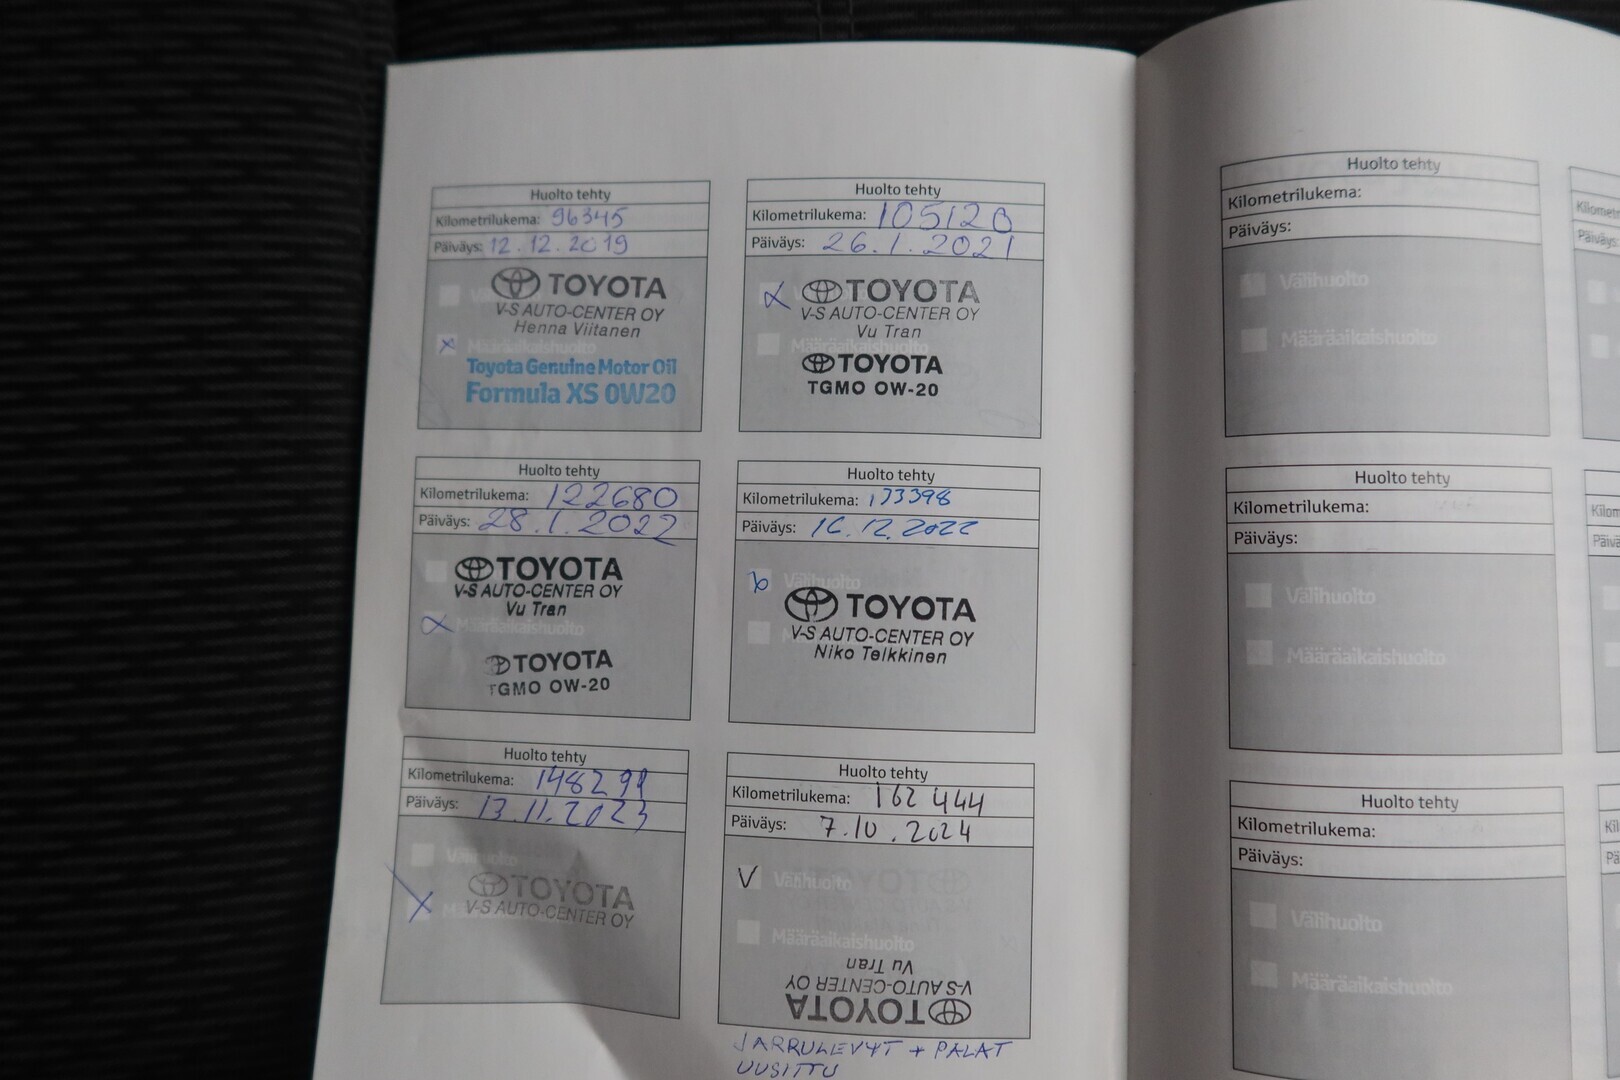 Huolto tehty
Kilometrilukema: 96345
Päiväys: 12.12.2019
TOYOTA
V-S AUTO-CENTER OY
Henna Viitanen
x Määräaikaishuolto
Toyota Genuine Motor Oil
Formula XS 0W20
Huolto tehty
Kilometrilukema: 105120
Päiväys: 26.1.2021
TOYOTA
V-S AUTO-CENTER OY
Vu Tran
Määräaikaishuolto
TOYOTA
TGMO OW-20
Huolto tehty
Kilometrilukema: 122680
Päiväys: 28.1.2022
TOYOTA
V-S AUTO-CENTER OY
Vu Tran
Määräaikaishuolto
TOYOTA
TGMO OW-20
Huolto tehty
Kilometrilukema: 133398
Päiväys: 16.12.2022
Välihuolto
TOYOTA
V-S AUTO-CENTER OY
Niko Telkkinen
Huolto tehty
Kilometrilukema: 148291
Päiväys: 13.11.2023
Välihuolto
TOYOTA
V-S AUTO-CENTER OY
Huolto tehty
Kilometrilukema: 162 444
Päiväys: 7.10.2024
V Välihuolto
Määräaikaishuolto
Vu Tran
V-S AUTO-CENTER OY
TOYOTA
JARRULEVYT + PALAT
UUSITTU
Huolto tehty
Kilometrilukema:
Päiväys:
Välihuolto
Määräaikaishuolto
Huolto tehty
Kilometrilukema:
Päiväys:
Välihuolto
Määräaikaishuolto
Huolto tehty
Kilometrilukema:
Päiväys:
Välihuolto
Määräaikaishuolto